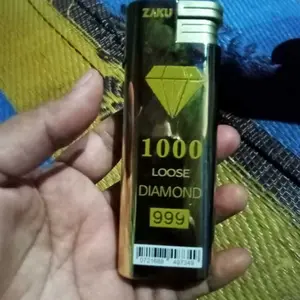 ZAKU
1000
LOOSE
DIAMOND
999